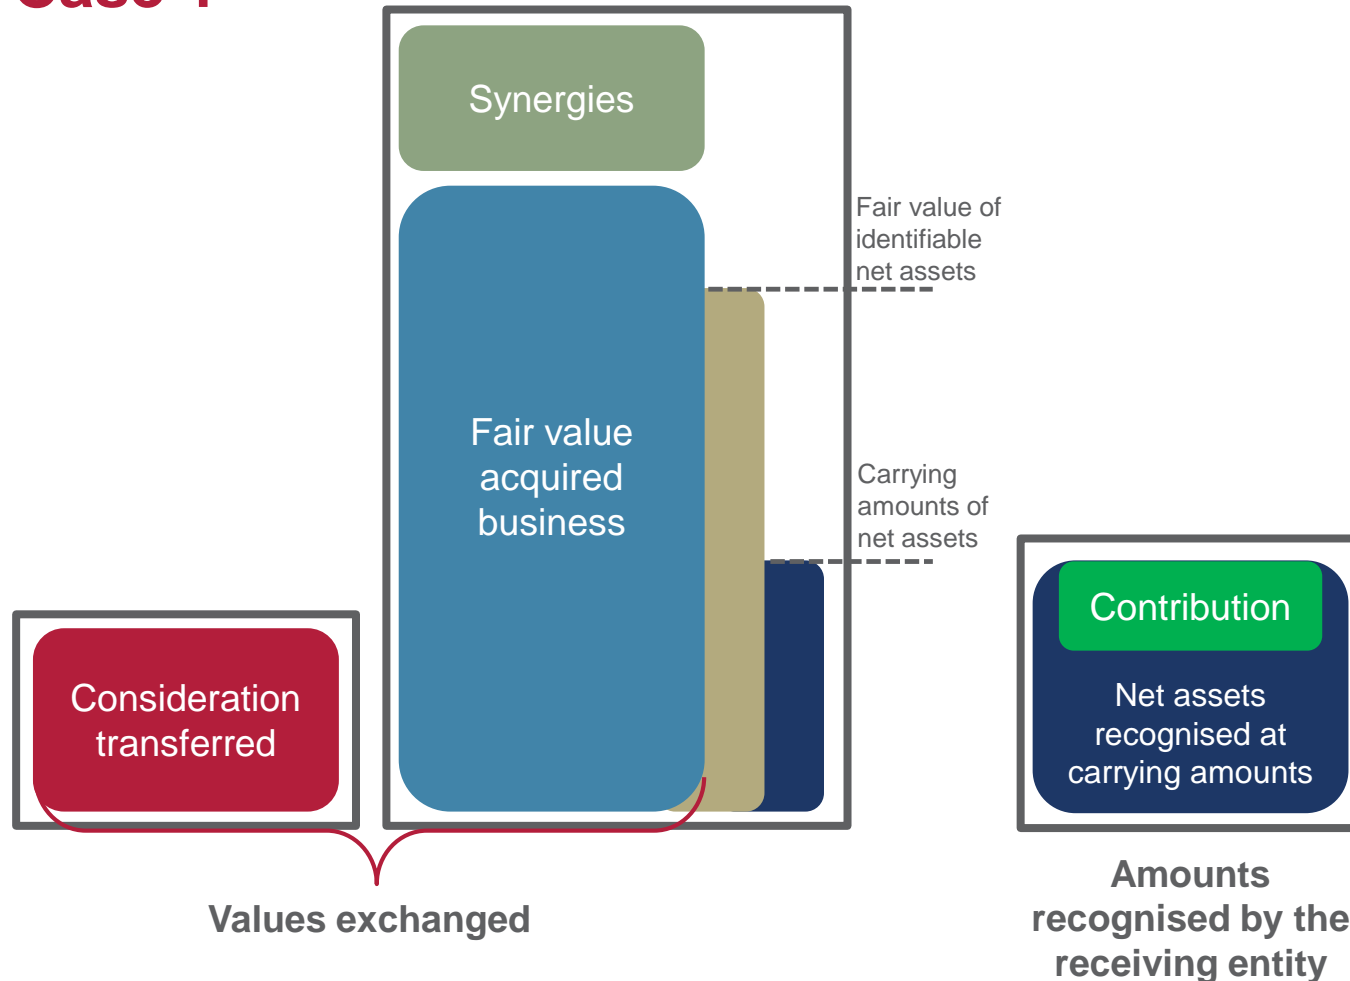 Synergies
Fair value of
identifiable
net assets
Fair value
acquired
business
Carrying
amounts of
net assets
Contribution
Net assets
recognised at
carrying amounts
Consideration
transferred
Values exchanged
Amounts
recognised by the
receiving entity